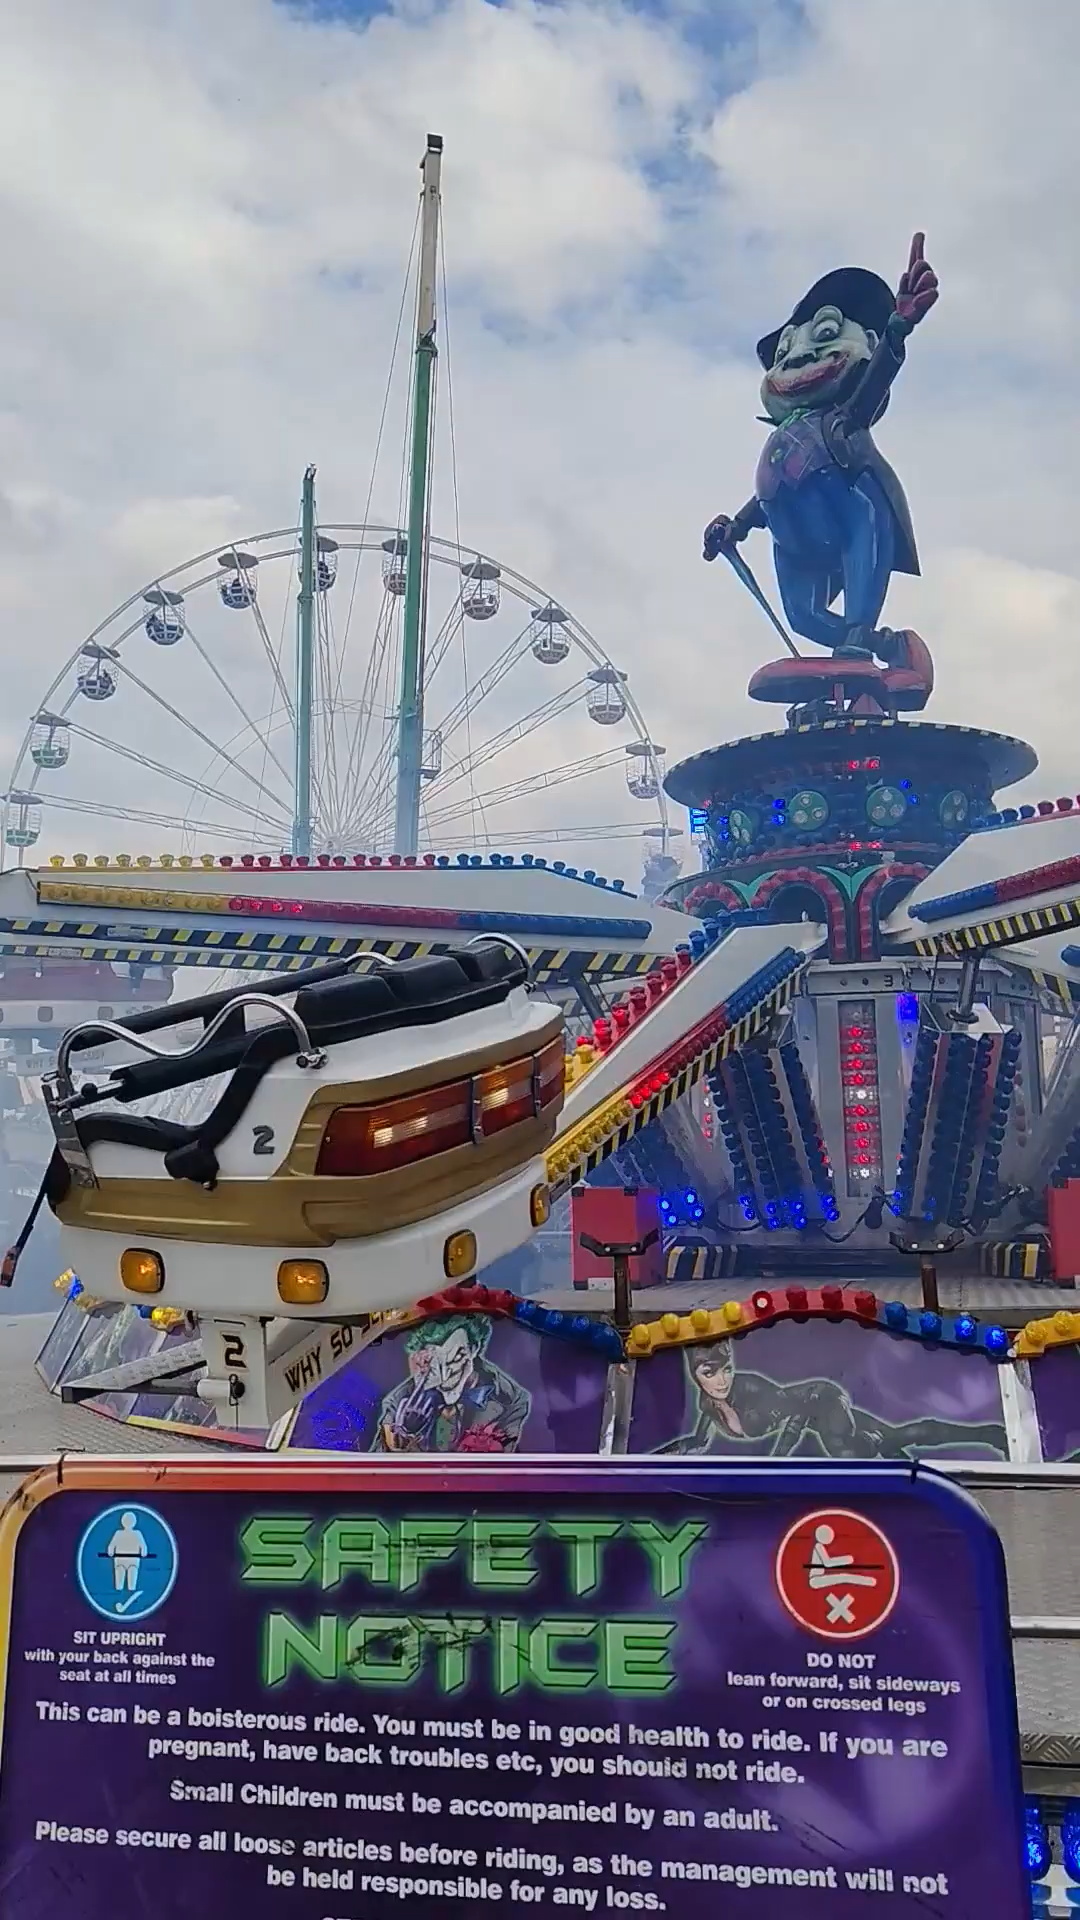 3
2
2
WHY SO
SAFETY
NOTICE
SIT UPRIGHT
with your back against the
seat at all times
DO NOT
lean forward, sit sideways
or on crossed legs
This can be a boisterous ride. You must be in good health to ride. If you are
pregnant, have back troubles etc, you should not ride.
Small Children must be accompanied by an adult.
Please secure all loose articles before riding, as the management will not
be held responsible for any loss.